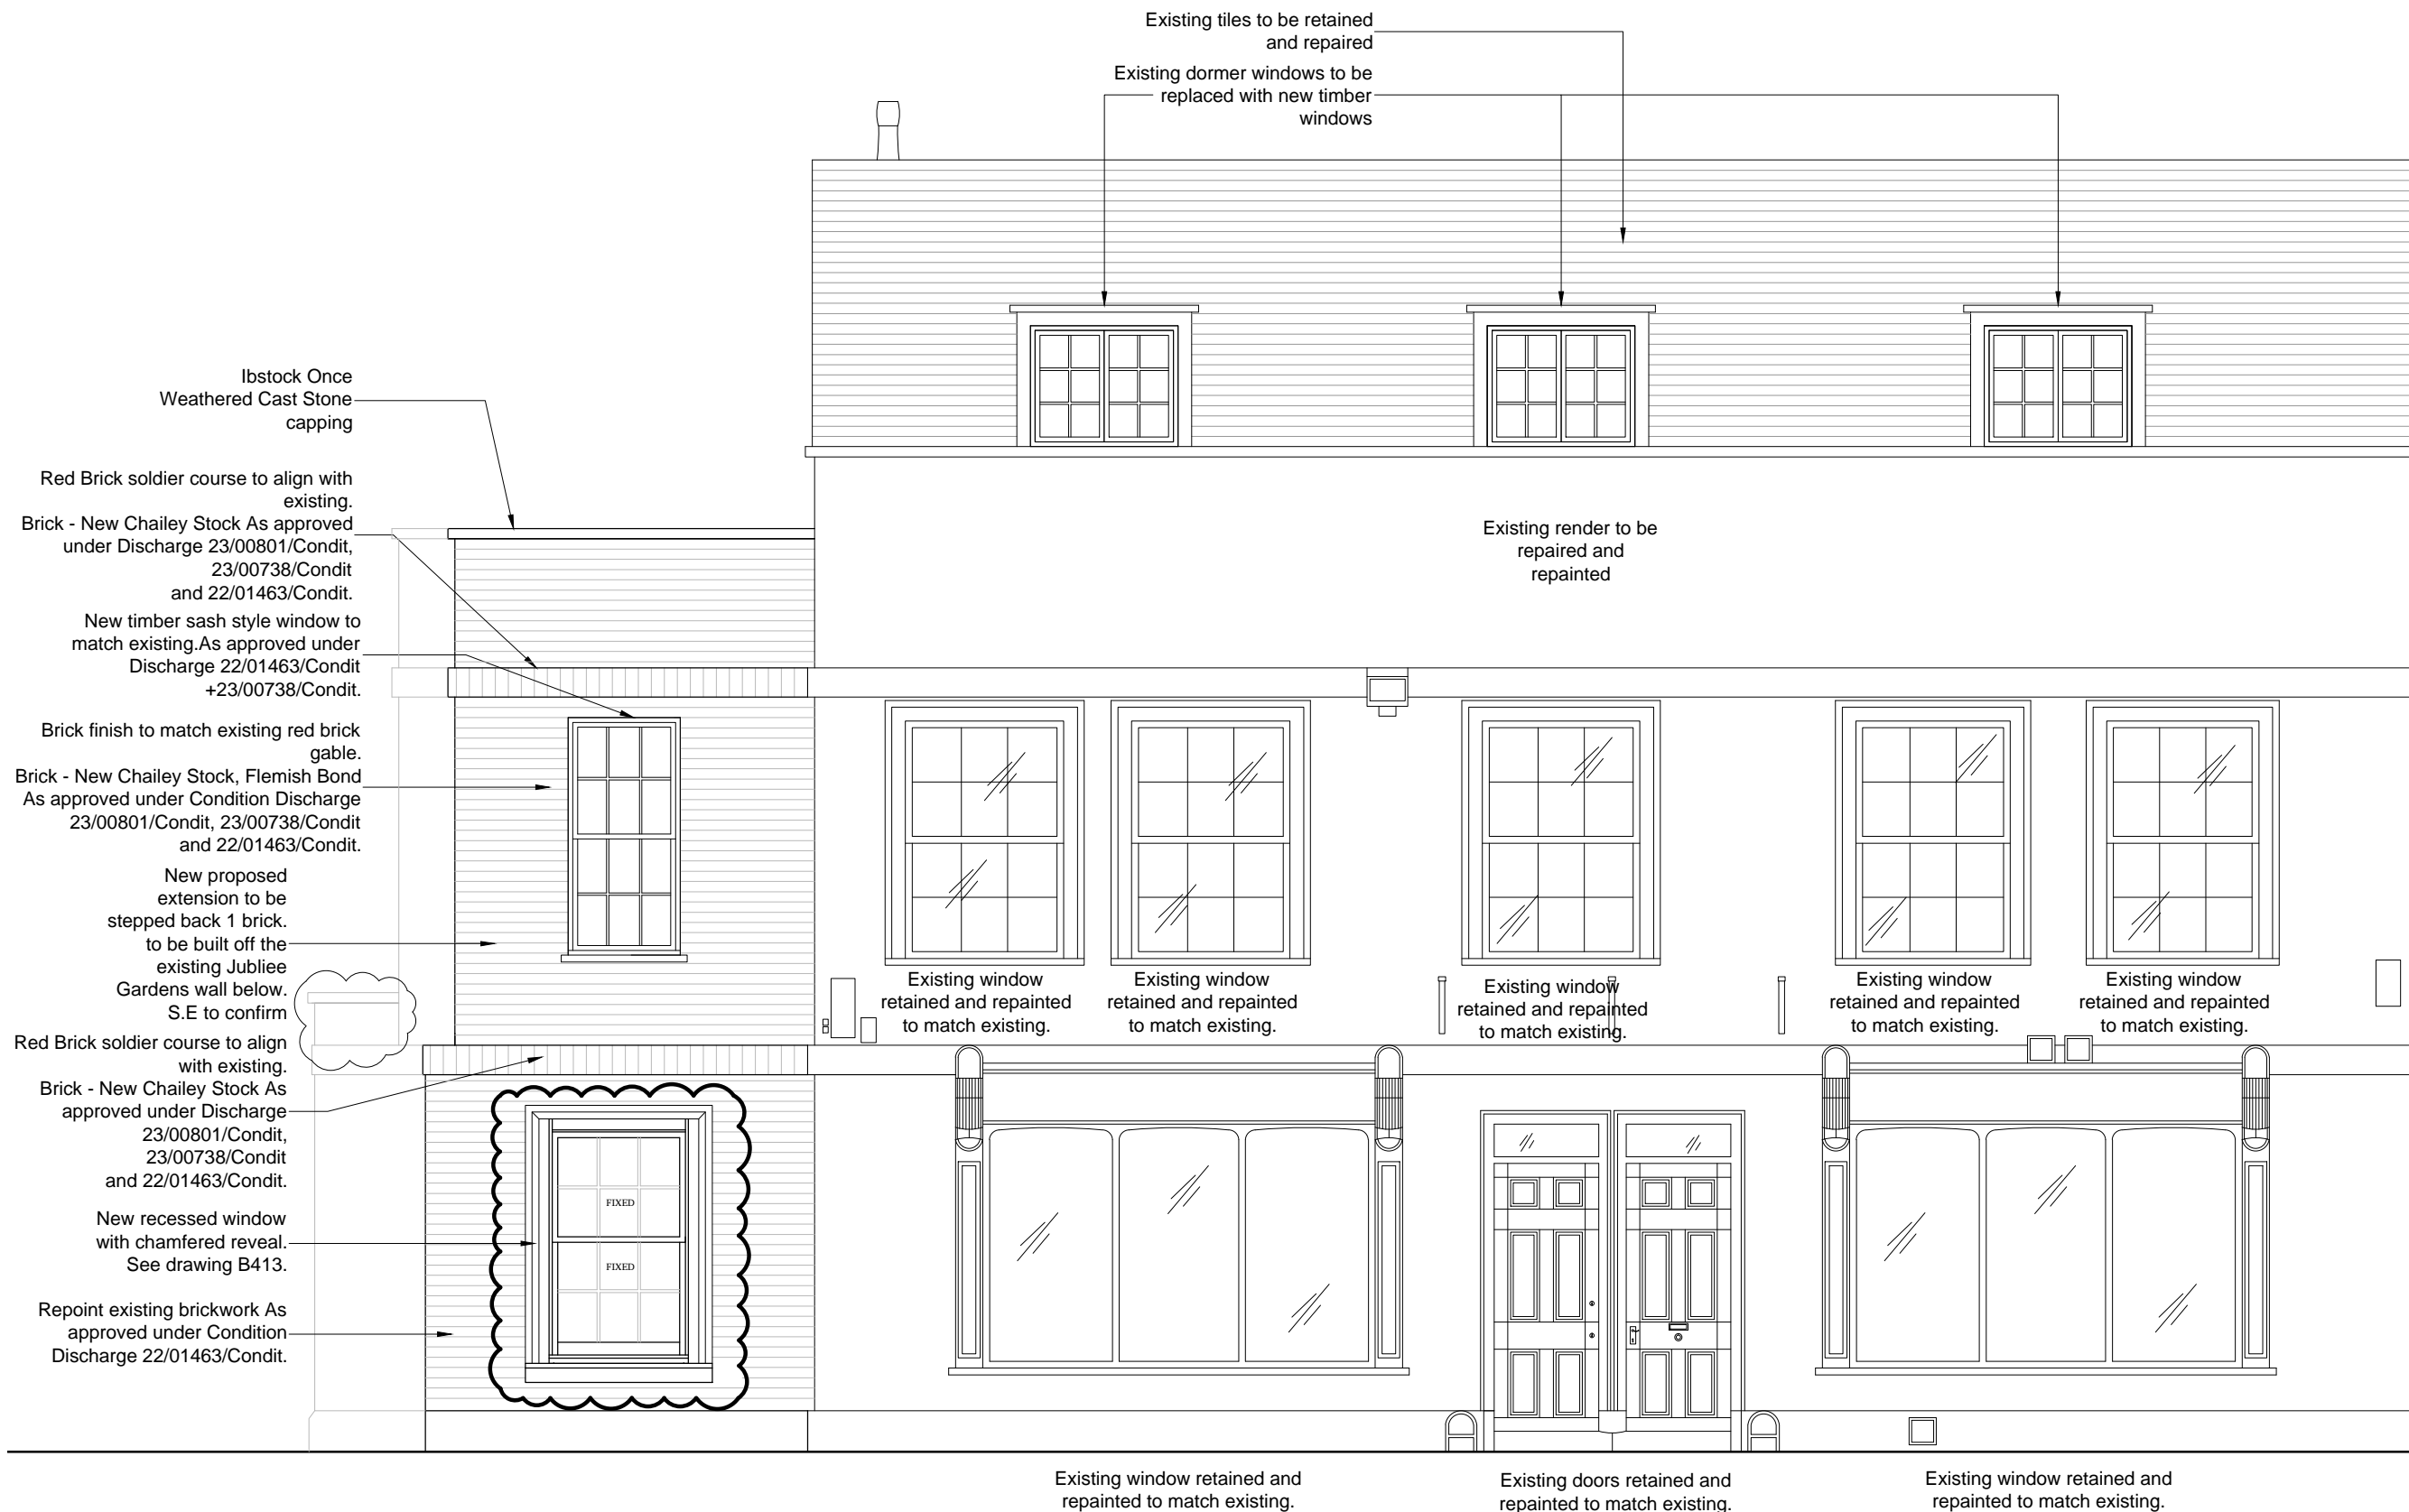 Existing tiles to be retained
and repaired
Existing dormer windows to be
replaced with new timber
windows
Ibstock Once
Weathered Cast Stone
capping
Red Brick soldier course to align with
existing.
Brick - New Chailey Stock As approved
under Discharge 23/00801/Condit,
23/00738/Condit
and 22/01463/Condit.
New timber sash style window to
match existing.As approved under
Discharge 22/01463/Condit
+23/00738/Condit.
Brick finish to match existing red brick
gable.
Brick - New Chailey Stock, Flemish Bond
As approved under Condition Discharge
23/00801/Condit, 23/00738/Condit
and 22/01463/Condit.
New proposed
extension to be
stepped back 1 brick.
to be built off the
existing Jubliee
Gardens wall below.
S.E to confirm
Red Brick soldier course to align
with existing.
Brick - New Chailey Stock As
approved under Discharge
23/00801/Condit,
23/00738/Condit
and 22/01463/Condit.
New recessed window
with chamfered reveal.
See drawing B413.
Repoint existing brickwork As
approved under Condition
Discharge 22/01463/Condit.
Existing render to be
repaired and
repainted
Existing window
retained and repainted
to match existing.
Existing window
retained and repainted
to match existing.
Existing window
retained and repainted
to match existing.
Existing window
retained and repainted
to match existing.
Existing window
retained and repainted
to match existing.
FIXED
FIXED
Existing window retained and
repainted to match existing.
Existing doors retained and
repainted to match existing.
Existing window retained and
repainted to match existing.